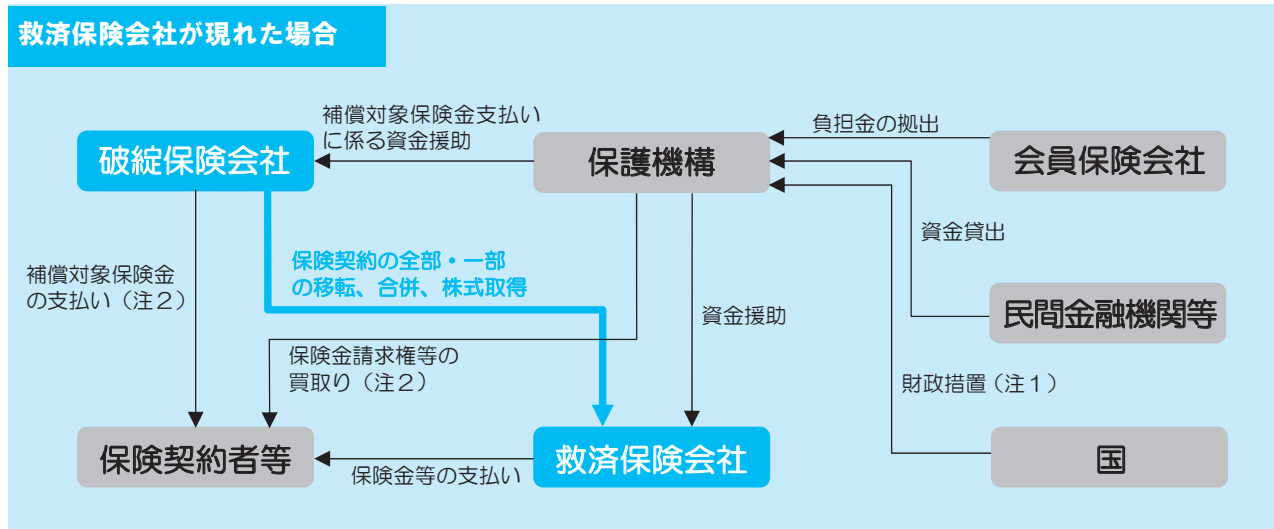 救済保険会社が現れた場合
補償対象保険金支払い
に係る資金援助
負担金の拠出
破綻保険会社
保護機構
会員保険会社
資金貸出
保険契約の全部・一部
の移転、合併、株式取得
補償対象保険金
の支払い（注２）
資金援助
民間金融機関等
保険金請求権等の
買取り（注２）
財政措置（注１）
保険契約者等
救済保険会社
国
保険金等の支払い